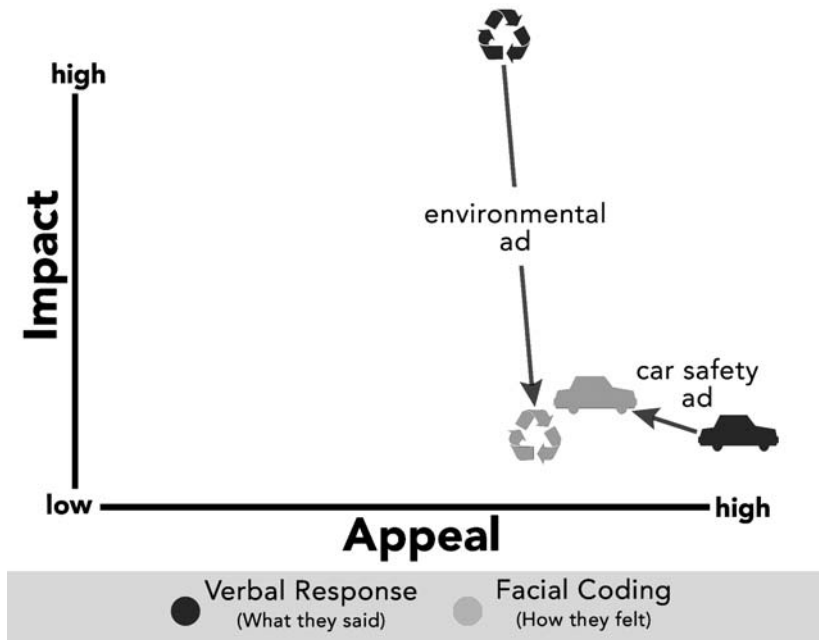 high
Impact
environmental
ad
car safety
ad
low
high
Appeal
Verbal Response
(What they said)
Facial Coding
(How they felt)